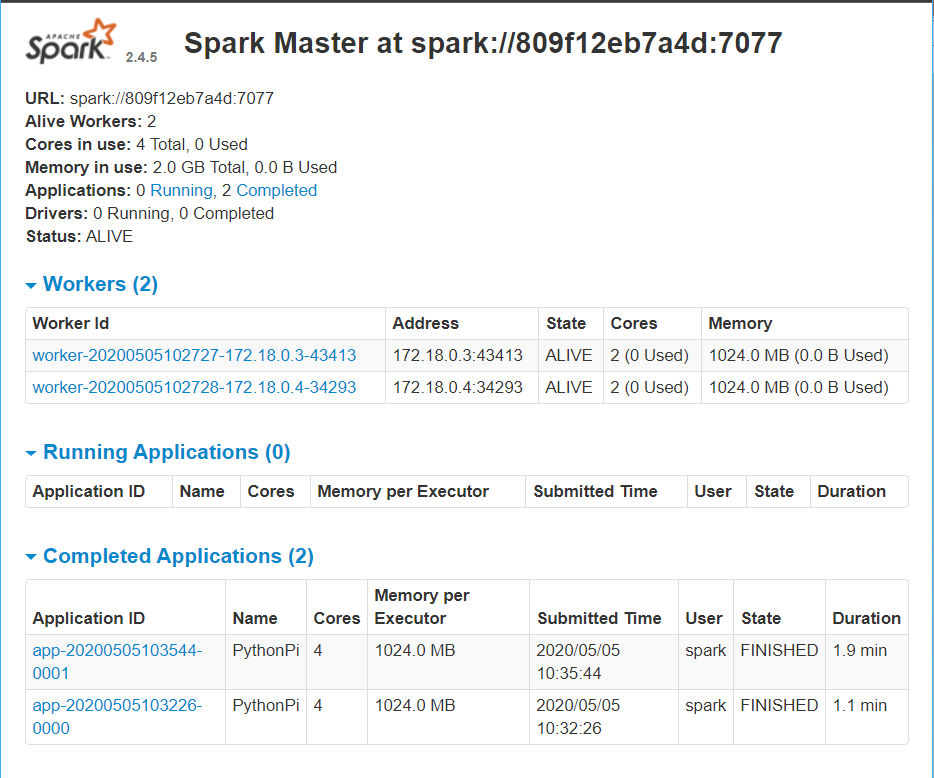 APACHE
Spark 2.4.5 Spark Master at spark://809f12eb7a4d:7077
URL: spark://809f12eb7a4d:7077
Alive Workers: 2
Cores in use: 4 Total, 0 Used
Memory in use: 2.0 GB Total, 0.0 B Used
Applications: 0 Running, 2 Completed
Drivers: 0 Running, 0 Completed
Status: ALIVE
Workers (2)
Worker Id Address State Cores Memory
worker-20200505102727-172.18.0.3-43413 172.18.0.3:43413 ALIVE 2 (0 Used) 1024.0 MB (0.0 B Used)
worker-20200505102728-172.18.0.4-34293 172.18.0.4:34293 ALIVE 2 (0 Used) 1024.0 MB (0.0 B Used)
Running Applications (0)
Application ID Name Cores Memory per Executor Submitted Time User State Duration
Completed Applications (2)
Memory per
Application ID Name Cores Executor Submitted Time User State Duration
app-20200505103544- PythonPi 4 1024.0 MB 2020/05/05 spark FINISHED 1.9 min
0001 10:35:44
app-20200505103226- PythonPi 4 1024.0 MB 2020/05/05 spark FINISHED 1.1 min
0000 10:32:26